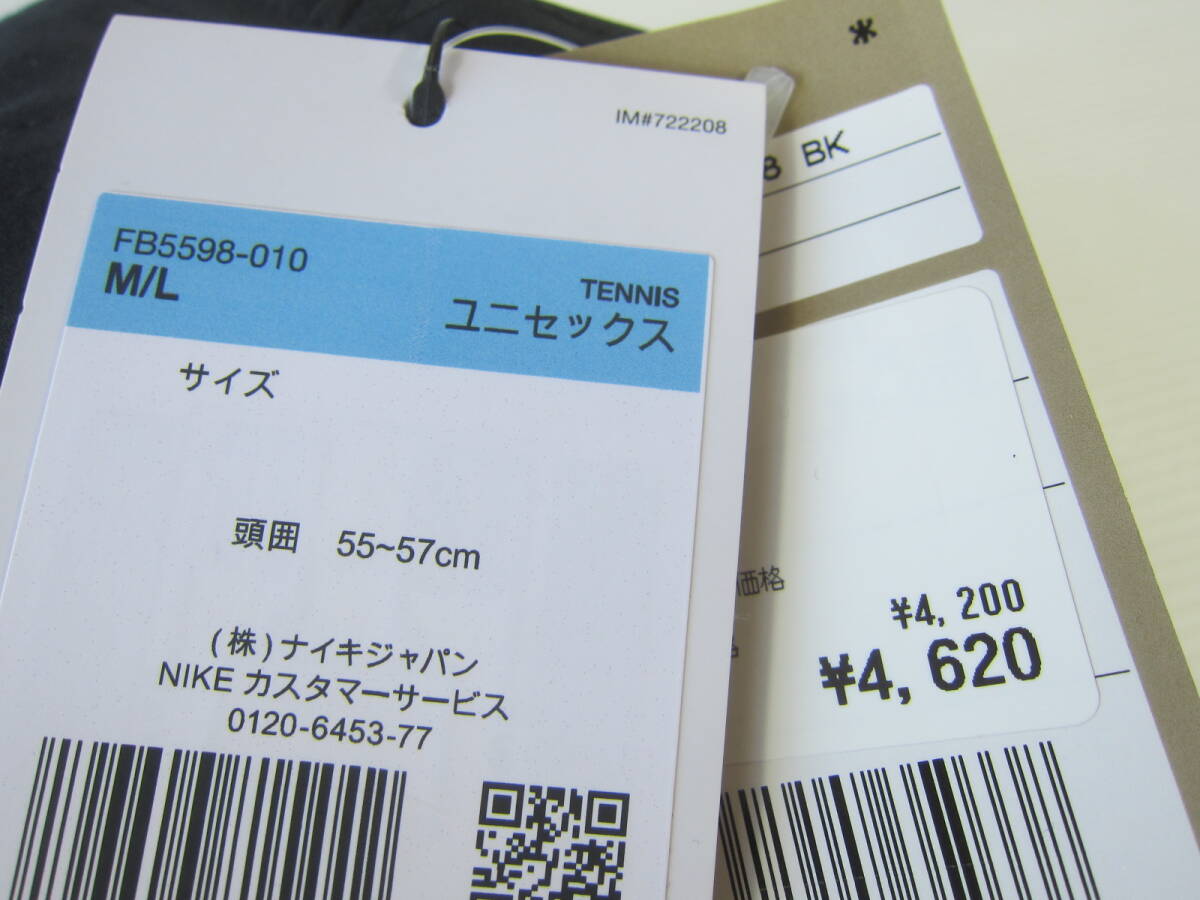 IM#722208
FB5598-010
M/L
TENNIS
ユニセックス
サイズ
頭囲 55~57cm
(株)ナイキジャパン
NIKE カスタマーサービス
0120-6453-77
*
8 BK
価格
¥4,200
¥4,620